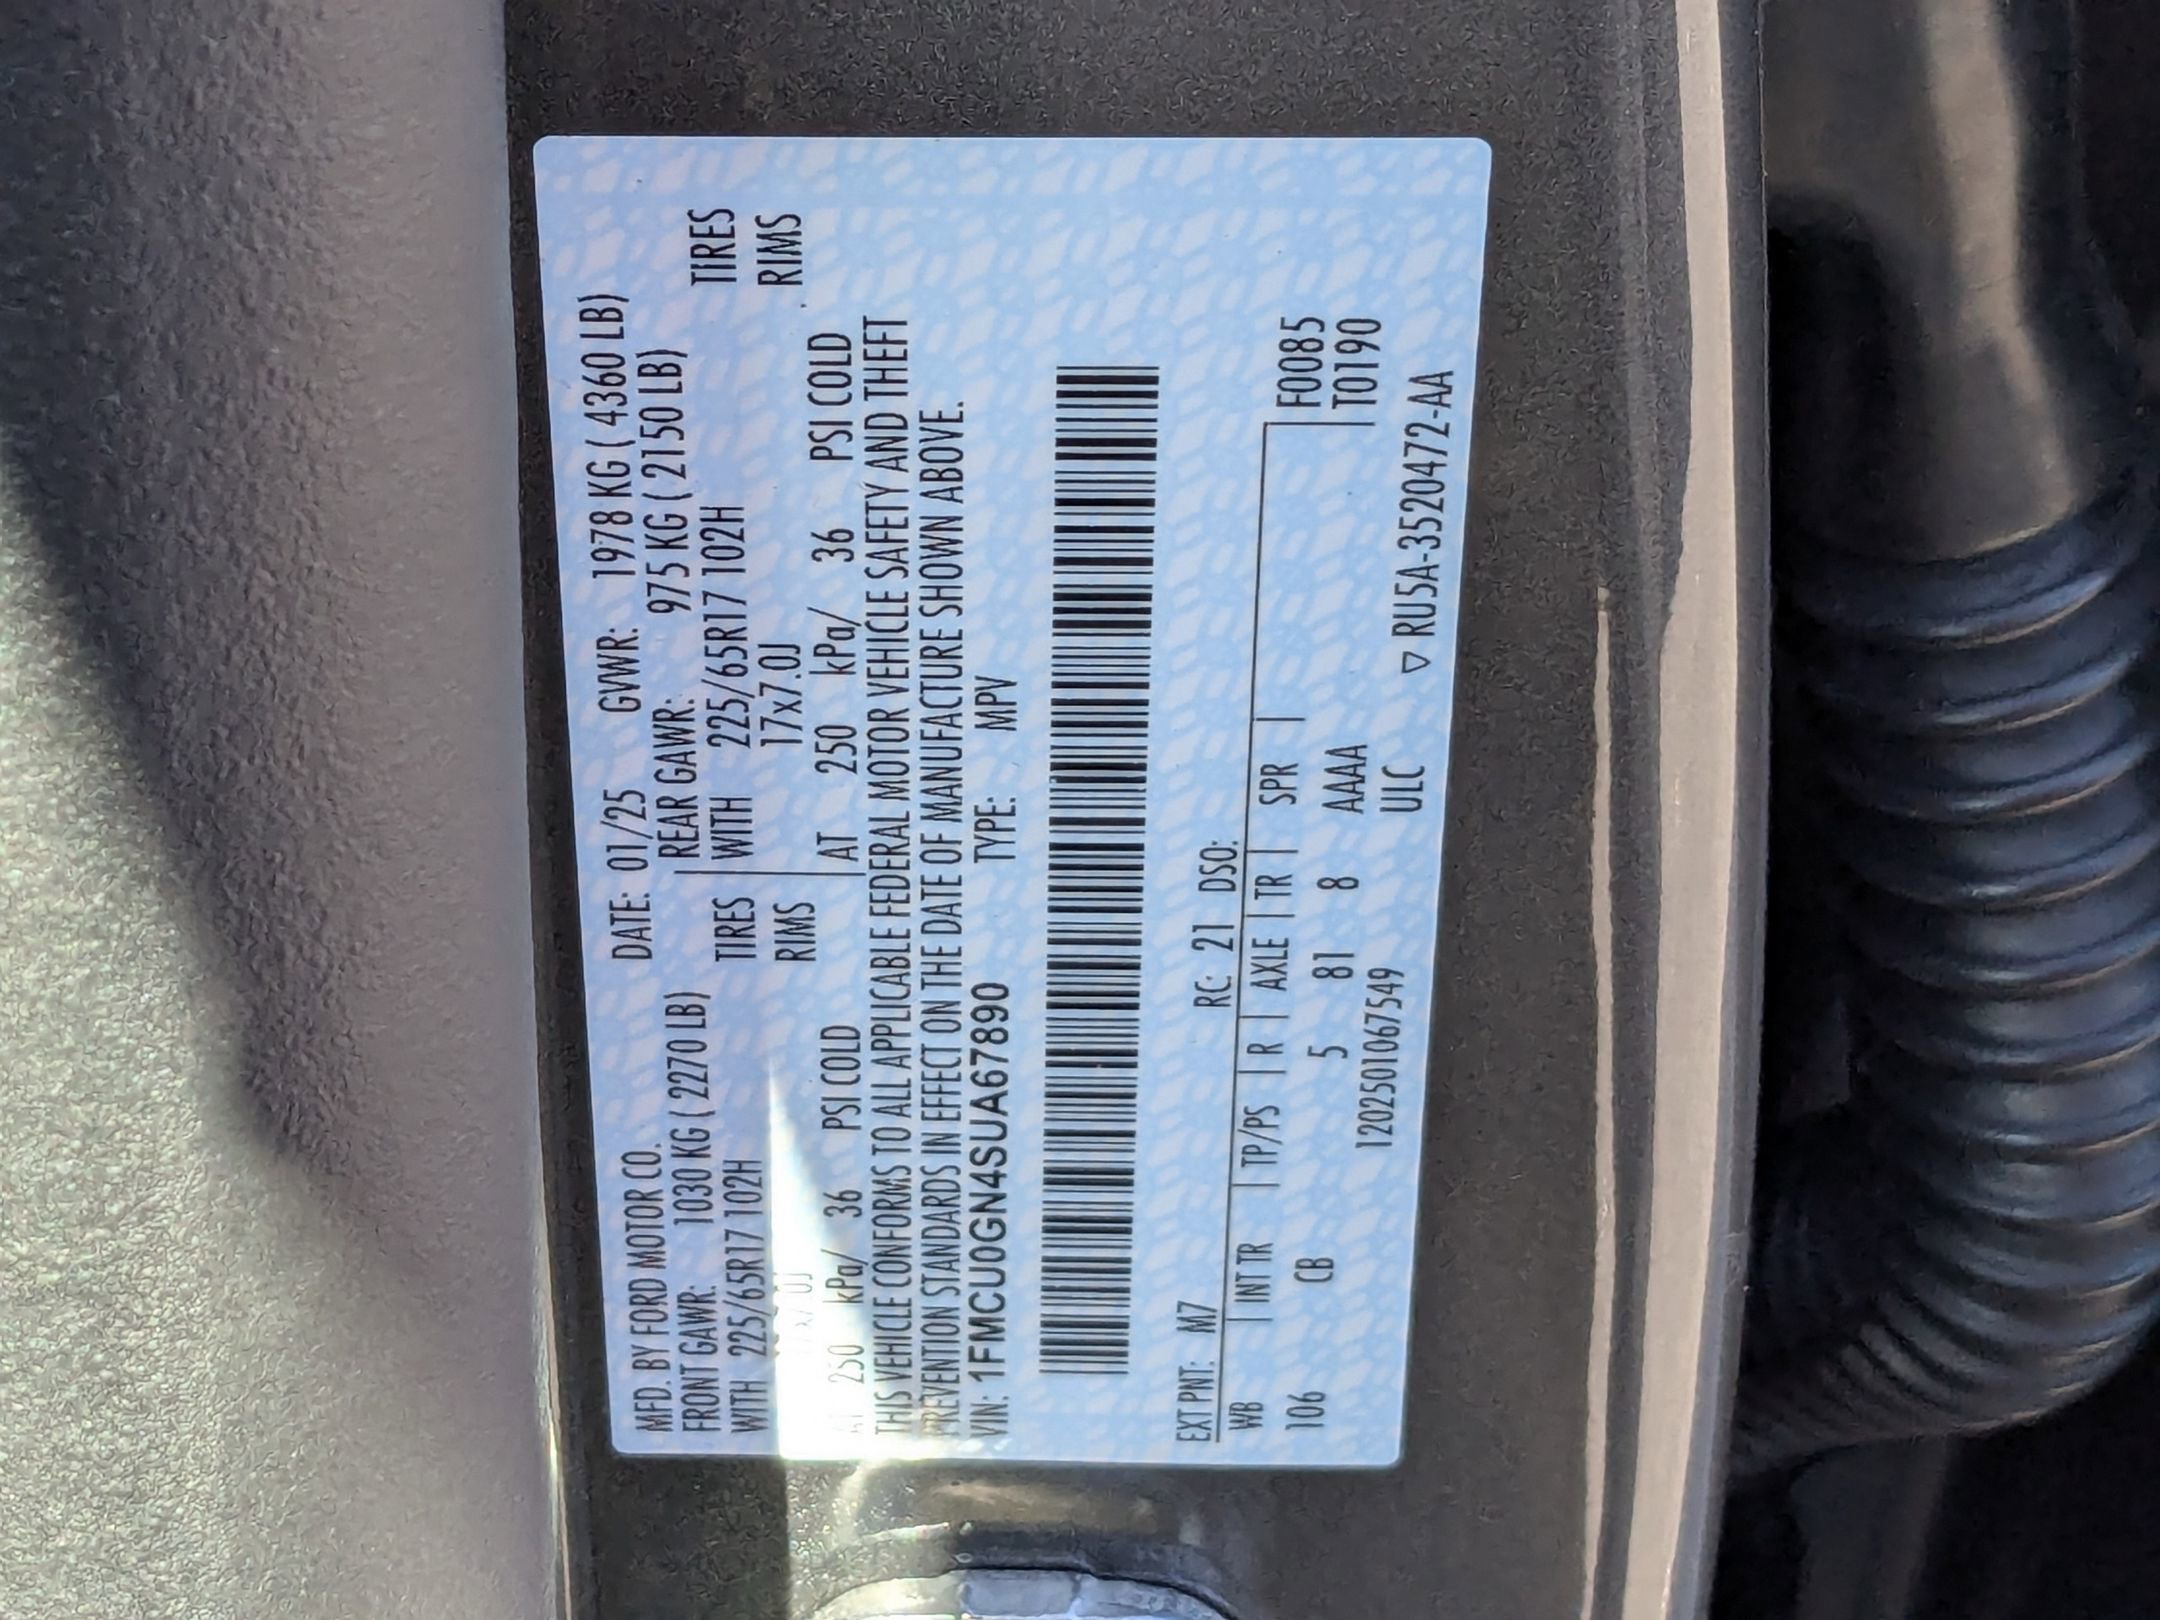 MFD. BY FORD MOTOR CO. DATE: 01/25 GVWR: 1978 KG ( 4360 LB)
FRONT GAWR: 1030 KG ( 2270 LB) REAR GAWR: 975 KG ( 2150 LB)
WITH 225/65R17 102H TIRES WITH 225/65R17 102H TIRES
RIMS 17x7.0J RIMS
AT 250 kPa/ 36 PSI COLD AT 250 kPa/ 36 PSI COLD
THIS VEHICLE CONFORMS TO ALL APPLICABLE FEDERAL MOTOR VEHICLE SAFETY AND THEFT
PREVENTION STANDARDS IN EFFECT ON THE DATE OF MANUFACTURE SHOWN ABOVE.
VIN: 1FMCU0GN4SUA67890 TYPE: MPV
EXT PNT: M7 RC: 21 DSO:
WB | INT TR | TP/PS | R | AXLE | TR | SPR | F0085
106 CB 5 81 8 AAAA T0190
1202501067549 ULC ▽ RU5A-3520472-AA